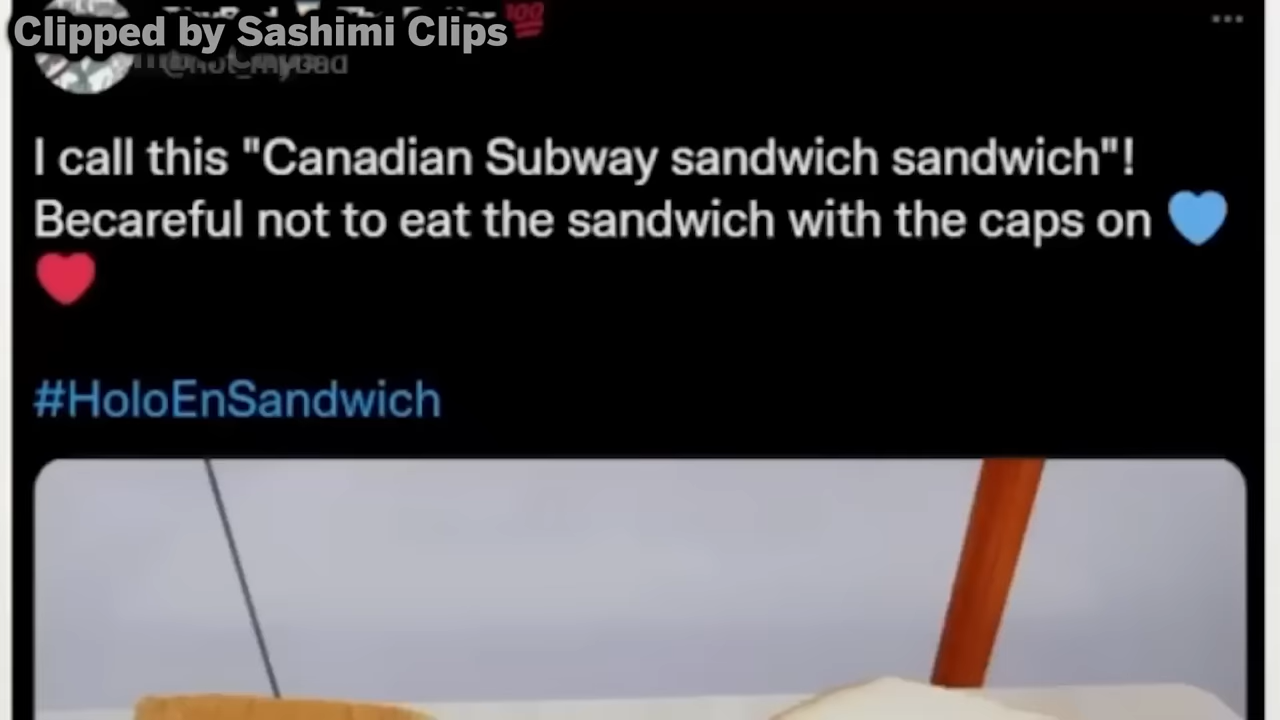 Clipped by Sashimi Clips 💯
I call this "Canadian Subway sandwich sandwich"!
Becareful not to eat the sandwich with the caps on 💙
❤️
#HoloEnSandwich